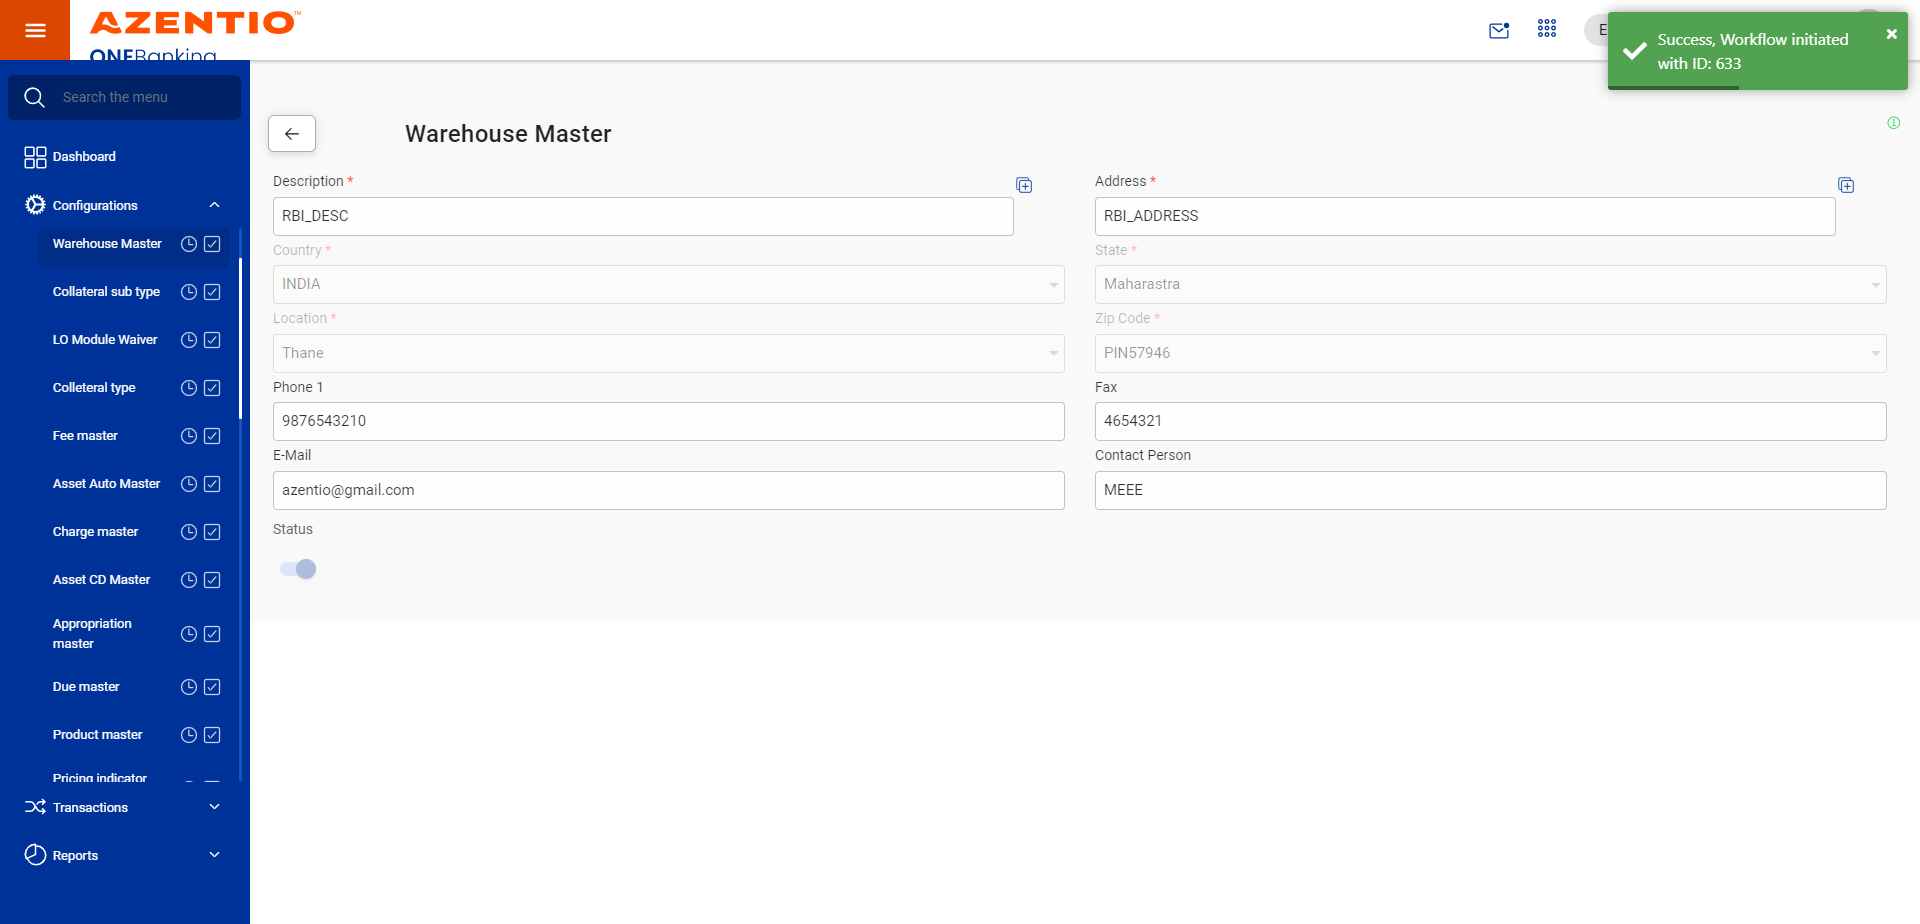 AZENTIO™
ONEBanking
E
Success, Workflow initiated
with ID: 633
Search the menu
Dashboard
Configurations
Warehouse Master
Collateral sub type
LO Module Waiver
Colleteral type
Fee master
Asset Auto Master
Charge master
Asset CD Master
Appropriation
master
Due master
Product master
Pricing indicator
Transactions
Reports
Warehouse Master
Description *
RBI_DESC
Address *
RBI_ADDRESS
Country *
INDIA
State *
Maharastra
Location *
Thane
Zip Code *
PIN57946
Phone 1
9876543210
Fax
4654321
E-Mail
azentio@gmail.com
Contact Person
MEEE
Status